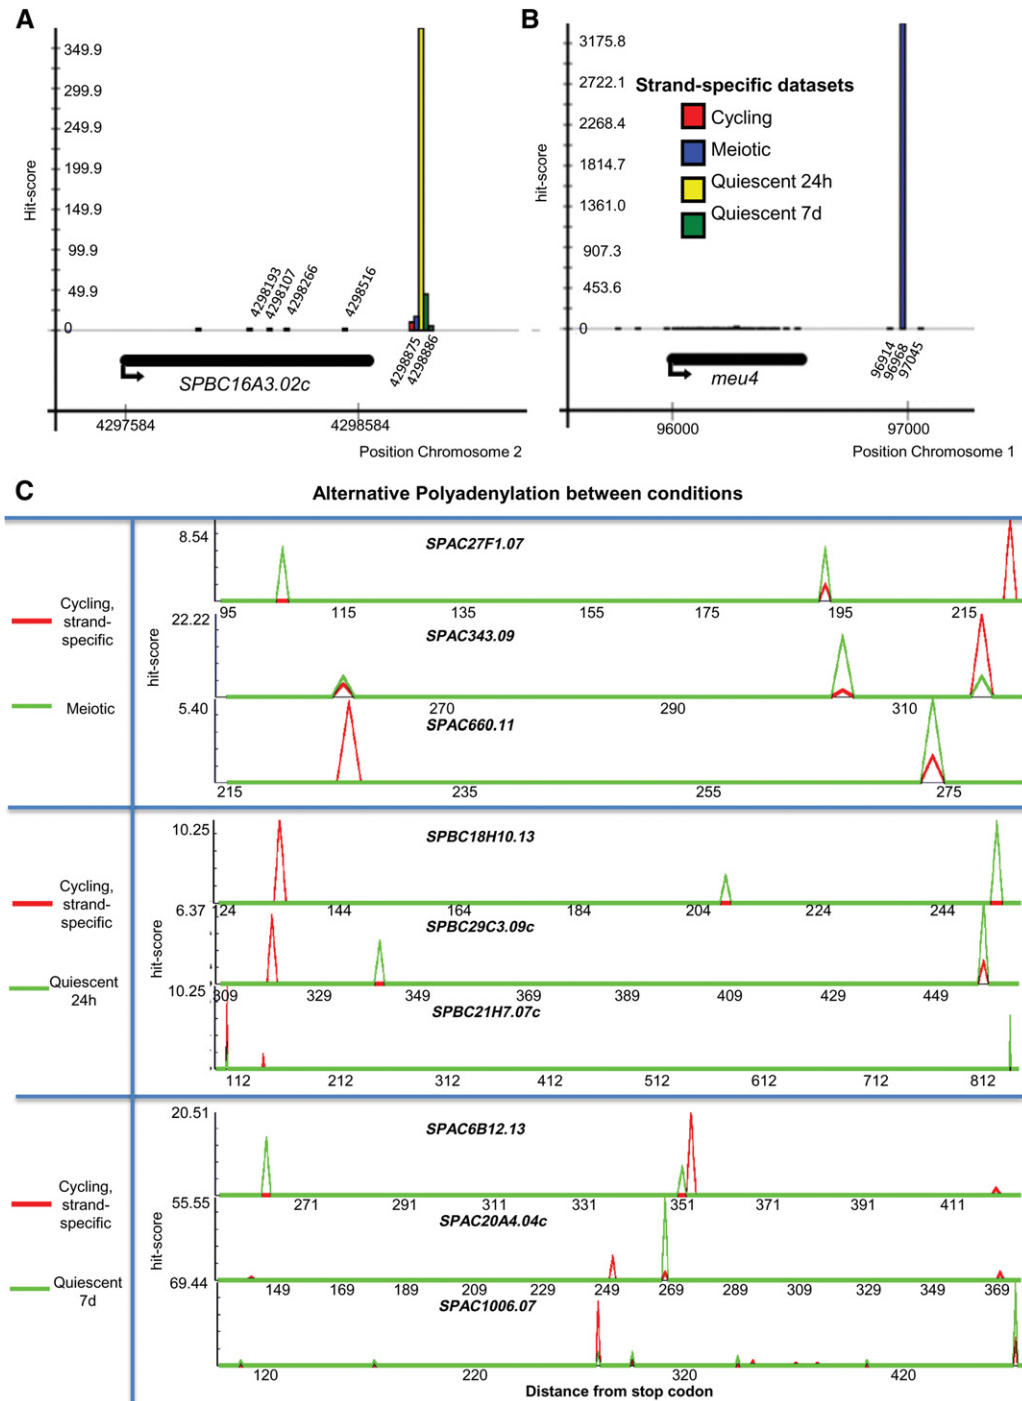 A
349.9
299.9
249.9
199.9
149.9
99.9
49.9
0
Hit-score
4298193
4298107
4298266
4298516
4298875
4298886
SPBC16A3.02c
4297584
4298584
Position Chromosome 2
B
3175.8
2722.1
2268.4
1814.7
1361.0
907.3
453.6
0
hit-score
Strand-specific datasets
Cycling
Meiotic
Quiescent 24h
Quiescent 7d
96914
96968
97045
meu4
96000
97000
Position Chromosome 1
C
Alternative Polyadenylation between conditions
Cycling,
strand-
specific
Meiotic
hit-score
8.54
SPAC27F1.07
95 115 135 155 175 195 215
22.22
SPAC343.09
270 290 310
5.40
SPAC660.11
215 235 255 275
Cycling,
strand-
specific
Quiescent
24h
hit-score
10.25
SPBC18H10.13
124 144 164 184 204 224 244
6.37
SPBC29C3.09c
309 329 349 369 389 409 429 449
10.25
SPBC21H7.07c
112 212 312 412 512 612 712 812
Cycling,
strand-
specific
Quiescent
7d
hit-score
20.51
SPAC6B12.13
271 291 311 331 351 371 391 411
55.55
SPAC20A4.04c
149 169 189 209 229 249 269 289 309 329 349 369
69.44
SPAC1006.07
120 220 320 420
Distance from stop codon